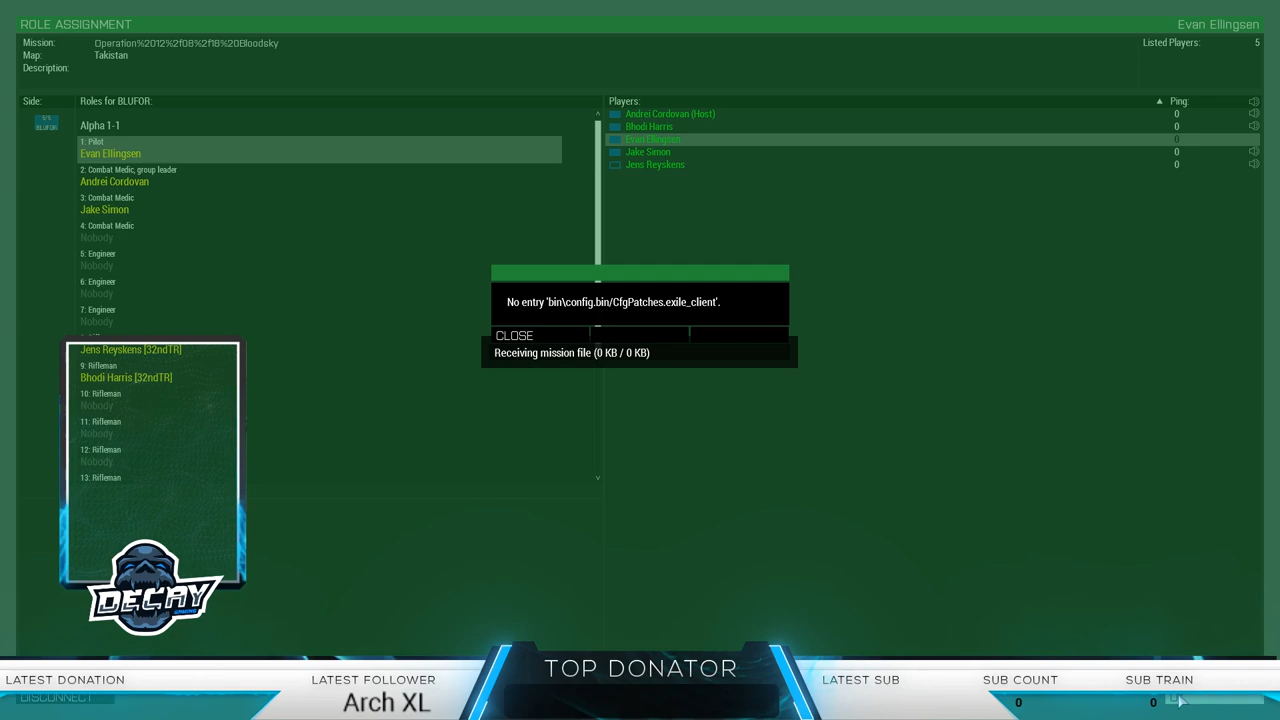 ROLE ASSIGNMENT
Evan Ellingsen
Mission: Operation%2012%2f08%2f18%20Bloodsky
Listed Players: 5
Map: Takistan
Description:
Side:
Roles for BLUFOR:
Players:
Ping:
5/5
BLUFOR
Alpha 1-1
1: Pilot
Evan Ellingsen
2: Combat Medic, group leader
Andrei Cordovan
3: Combat Medic
Jake Simon
4: Combat Medic
Nobody
5: Engineer
Nobody
6: Engineer
Nobody
7: Engineer
Nobody
Jens Reyskens [32ndTR]
9: Rifleman
Bhodi Harris [32ndTR]
10: Rifleman
Nobody
11: Rifleman
Nobody
12: Rifleman
Nobody
13: Rifleman
Andrei Cordovan (Host) 0
Bhodi Harris 0
Evan Ellingsen 0
Jake Simon 0
Jens Reyskens 0
No entry 'bin\config.bin/CfgPatches.exile_client'.
CLOSE
Receiving mission file (0 KB / 0 KB)
DECAY
GAMING
TOP DONATOR
LATEST DONATION
LATEST FOLLOWER
Arch XL
LATEST SUB
SUB COUNT
0
SUB TRAIN
0
DISCONNECT